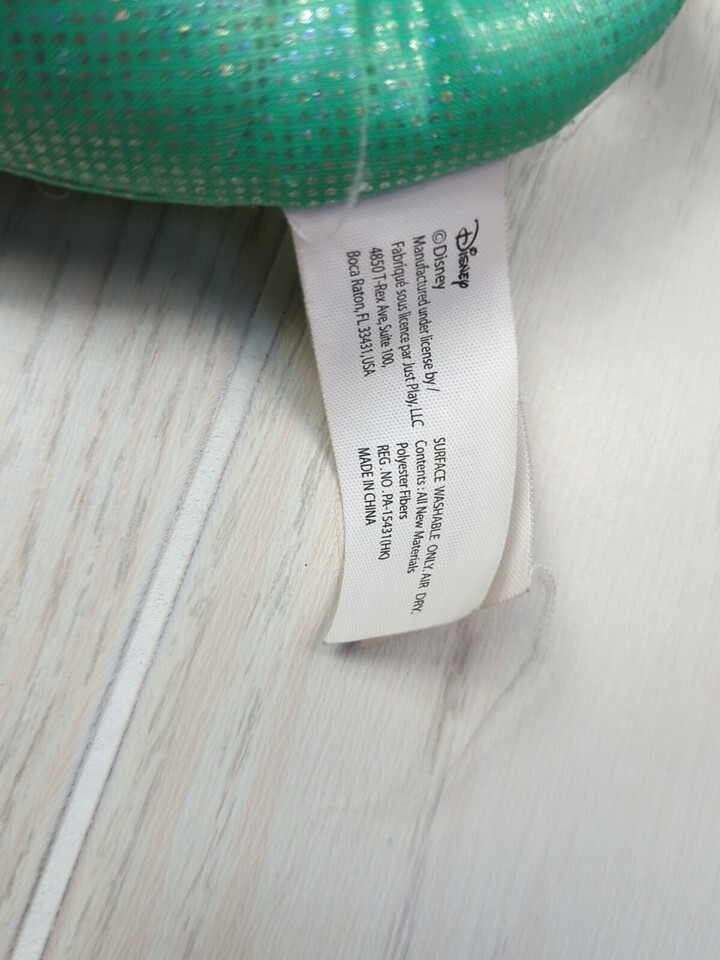 Disney
©Disney
Manufactured under license by /
Fabriqué sous licence par Just Play, LLC
4850 T-Rex Ave, Suite 100,
Boca Raton, FL 33431, USA
SURFACE WASHABLE ONLY. AIR DRY.
Contents : All New Materials
Polyester Fibers
REG .NO .PA-15431(HK)
MADE IN CHINA